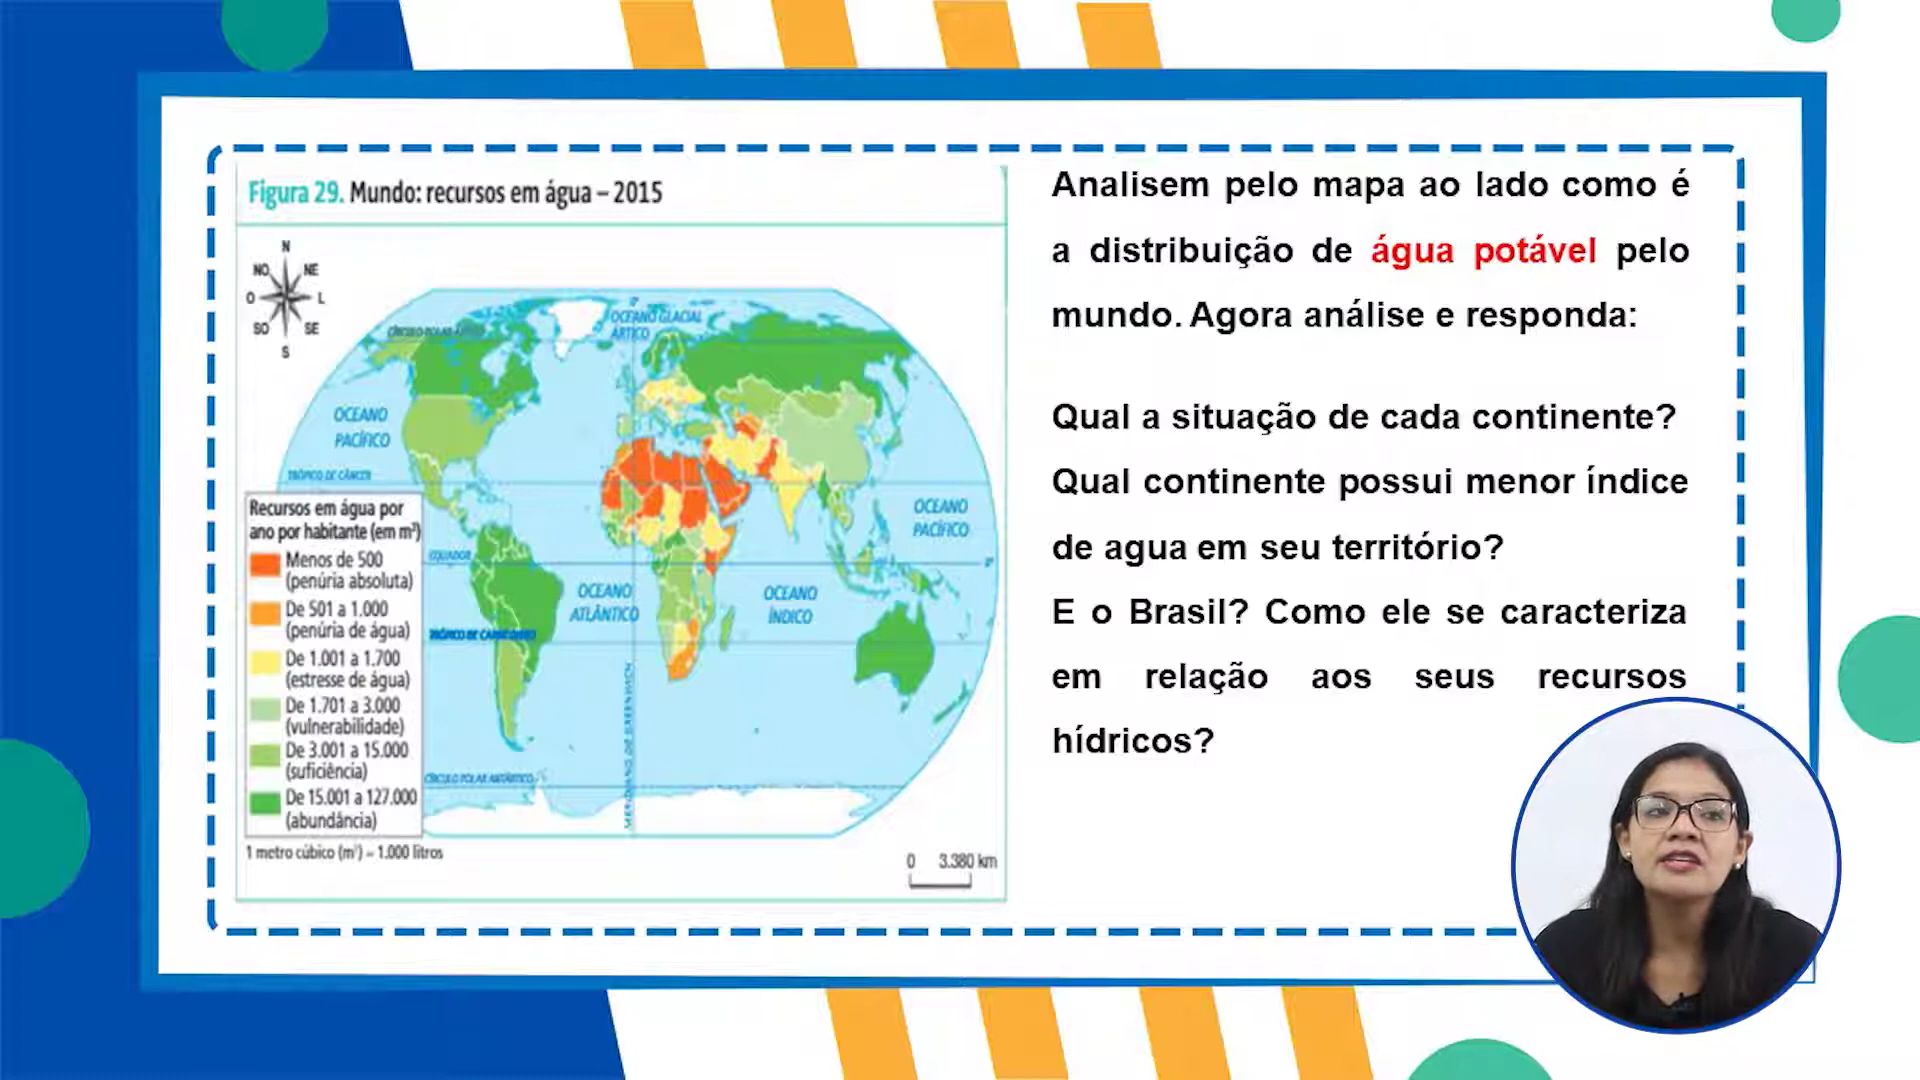 Figura 29. Mundo: recursos em água – 2015
N
NO
NE
O
L
SO
SE
S
OCEANO GLACIAL
ÁRTICO
CÍRCULO POLAR ÁRTICO
OCEANO
PACÍFICO
TRÓPICO DE CÂNCER
OCEANO
PACÍFICO
EQUADOR
0°
OCEANO
ATLÂNTICO
OCEANO
ÍNDICO
TRÓPICO DE CAPRICÓRNIO
MERIDIANO DE GREENWICH
CÍRCULO POLAR ANTÁRTICO
Recursos em água por
ano por habitante (em m³)
Menos de 500
(penúria absoluta)
De 501 a 1.000
(penúria de água)
De 1.001 a 1.700
(estresse de água)
De 1.701 a 3.000
(vulnerabilidade)
De 3.001 a 15.000
(suficiência)
De 15.001 a 127.000
(abundância)
1 metro cúbico (m³) = 1.000 litros
0 3.380 km
Analisem pelo mapa ao lado como é
a distribuição de água potável pelo
mundo. Agora análise e responda:
Qual a situação de cada continente?
Qual continente possui menor índice
de agua em seu território?
E o Brasil? Como ele se caracteriza
em relação aos seus recursos
hídricos?